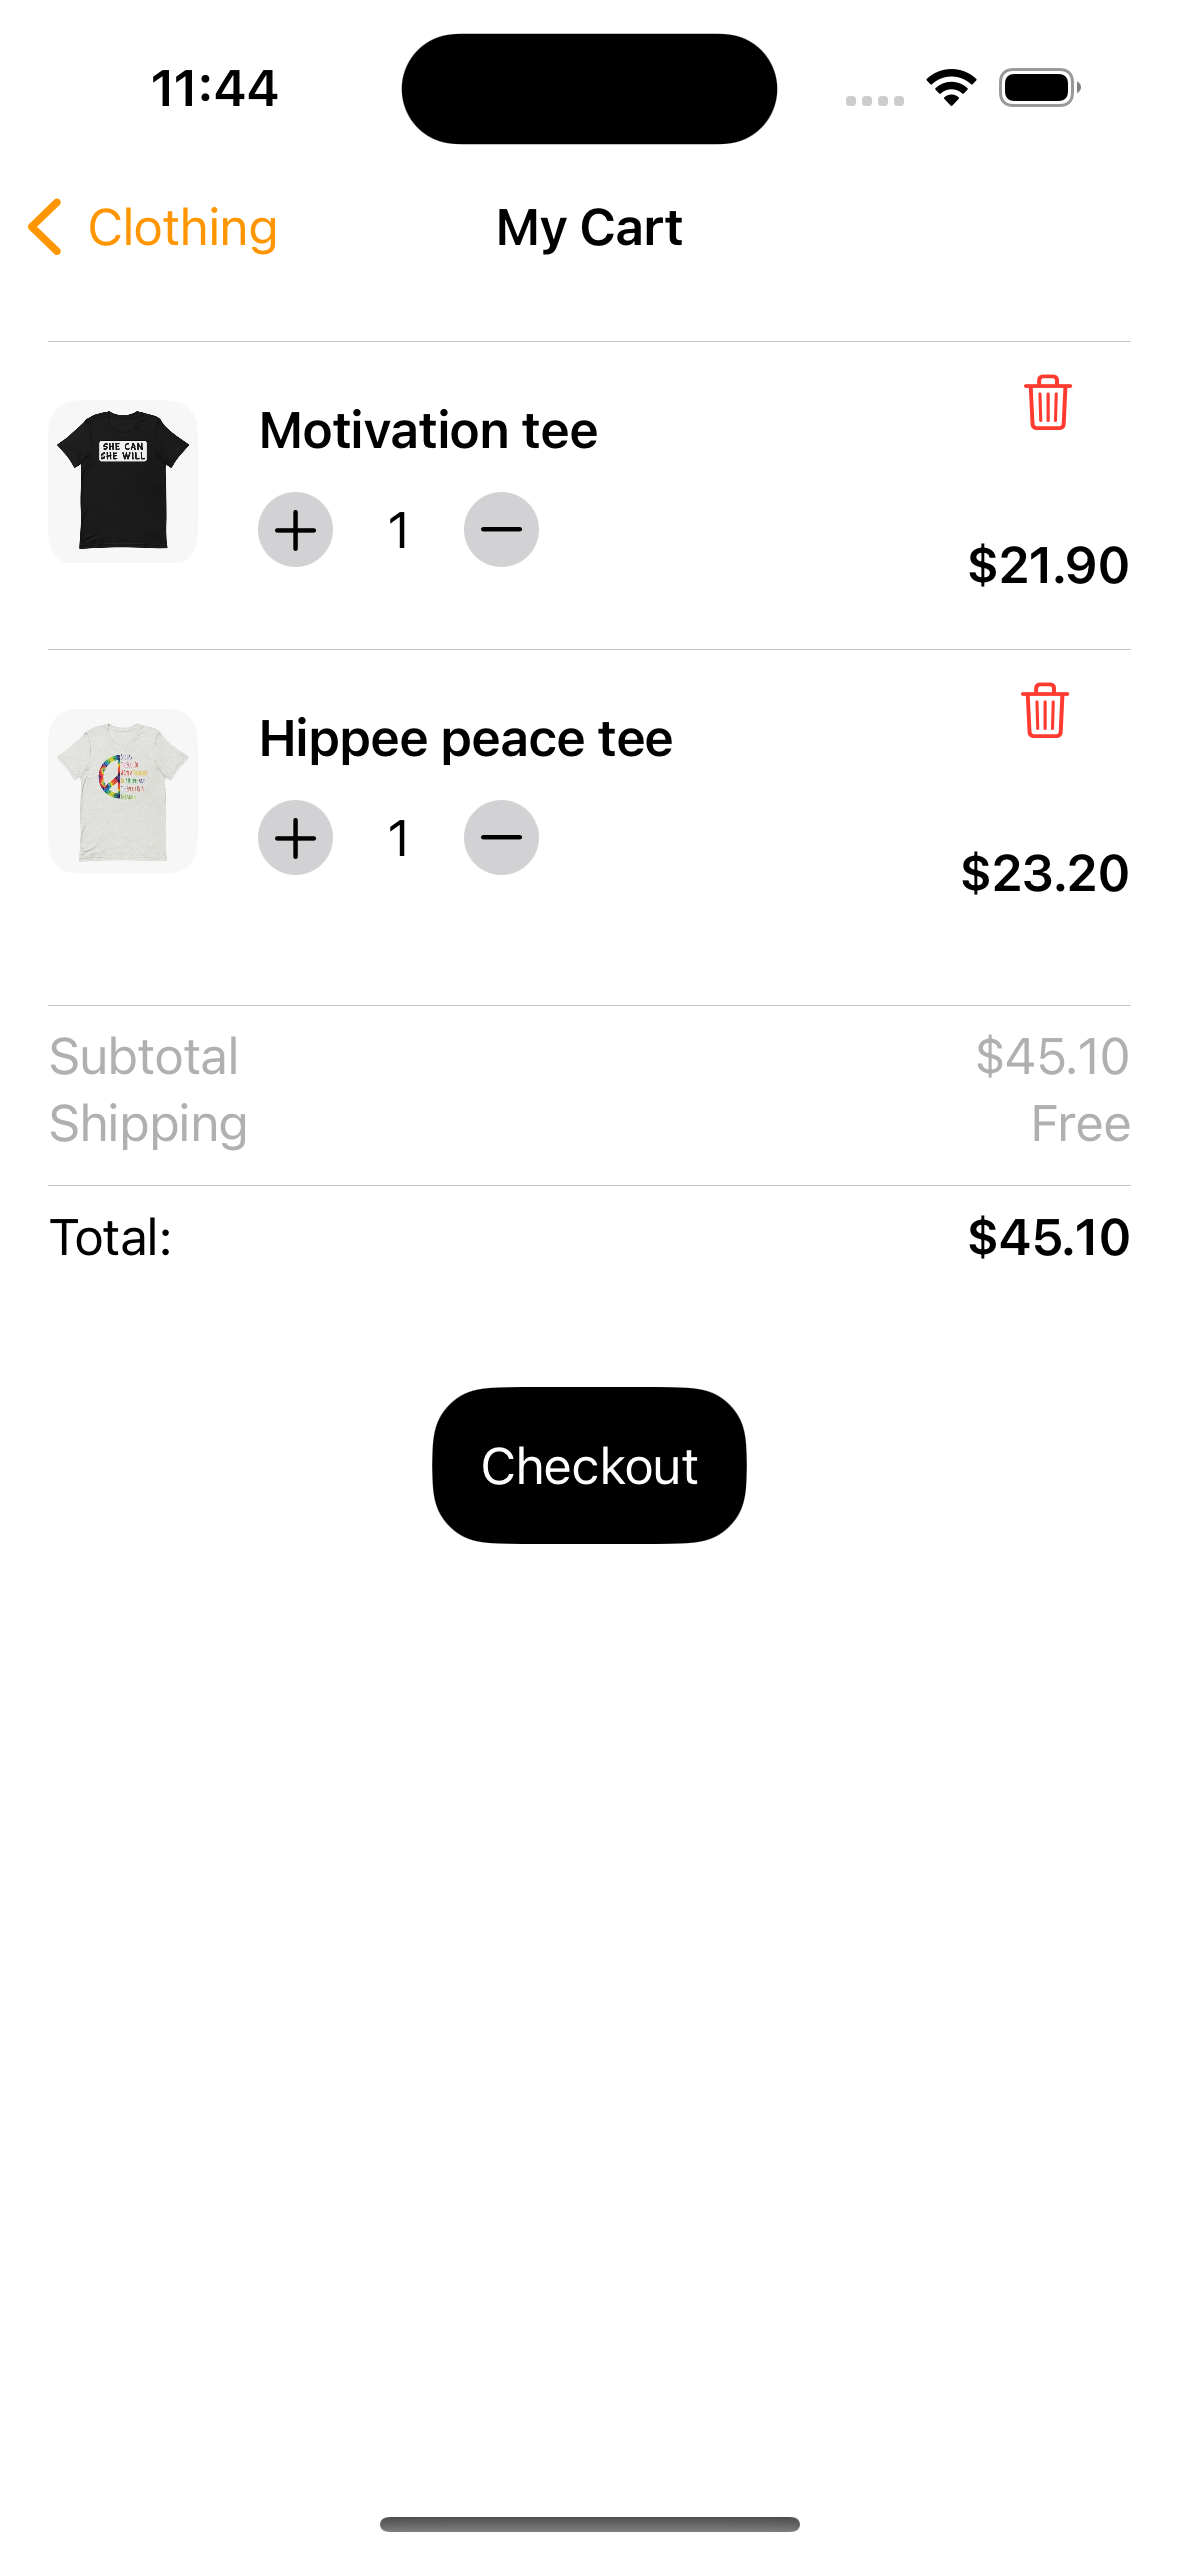 11:44
Clothing
My Cart
SHE CAN
SHE WILL
Motivation tee
1
$21.90
Hippee peace tee
1
$23.20
Subtotal
$45.10
Shipping
Free
Total:
$45.10
Checkout